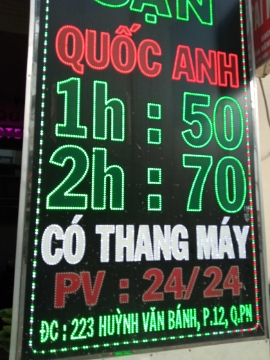 QUỐC ANH
1h : 50
2h : 70
CÓ THANG MÁY
PV : 24/24
ĐC : 223 HUỲNH VĂN BÁNH, P.12, Q.PN